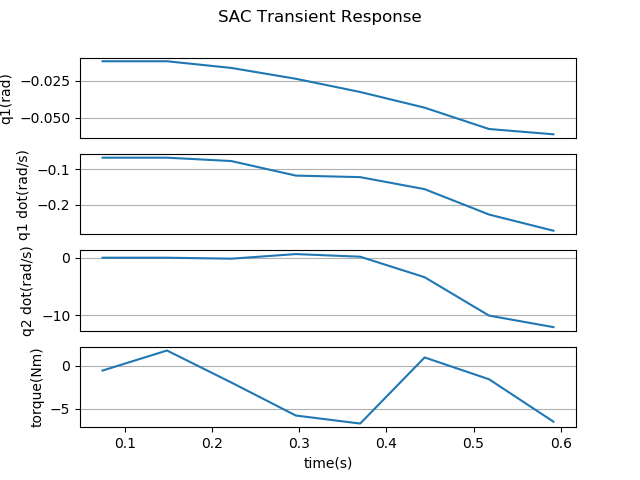 SAC Transient Response
q1(rad)
−0.025
−0.050
q1 dot(rad/s)
−0.1
−0.2
q2 dot(rad/s)
0
−10
torque(Nm)
0
−5
0.1 0.2 0.3 0.4 0.5 0.6
time(s)